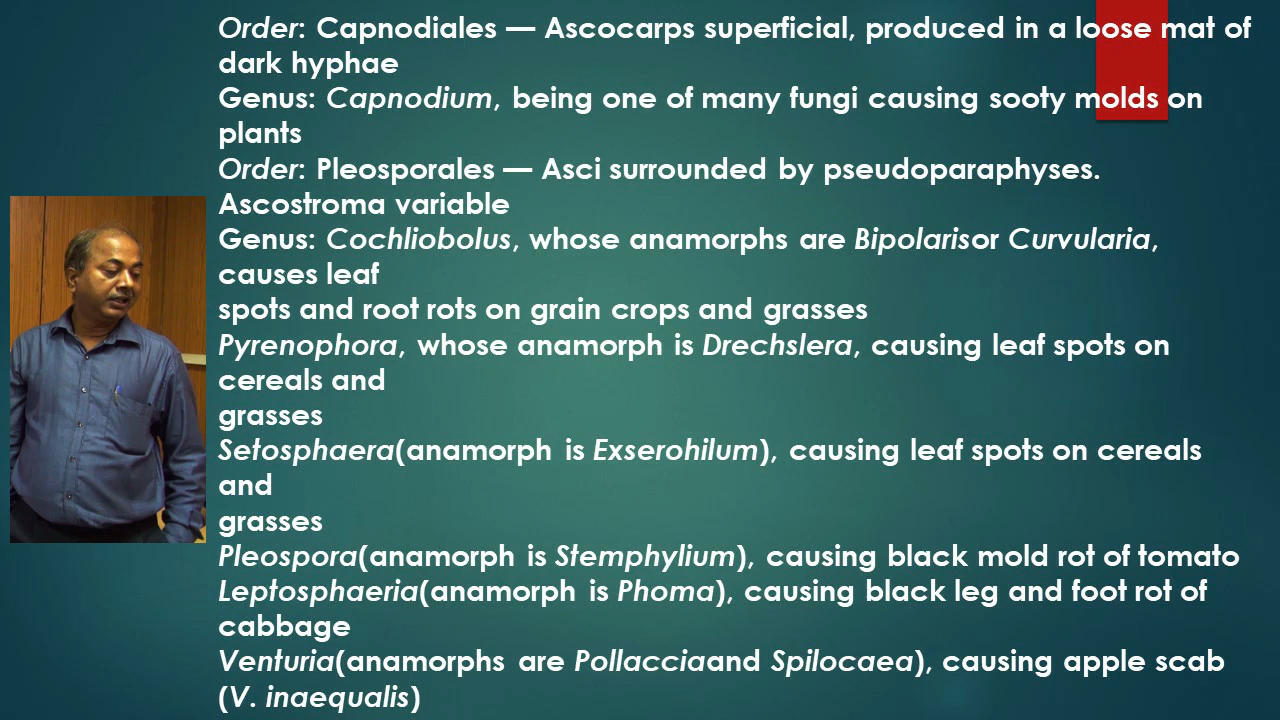 Order: Capnodiales — Ascocarps superficial, produced in a loose mat of
dark hyphae
Genus: Capnodium, being one of many fungi causing sooty molds on
plants
Order: Pleosporales — Asci surrounded by pseudoparaphyses.
Ascostroma variable
Genus: Cochliobolus, whose anamorphs are Bipolarisor Curvularia,
causes leaf
spots and root rots on grain crops and grasses
Pyrenophora, whose anamorph is Drechslera, causing leaf spots on
cereals and
grasses
Setosphaera(anamorph is Exserohilum), causing leaf spots on cereals
and
grasses
Pleospora(anamorph is Stemphylium), causing black mold rot of tomato
Leptosphaeria(anamorph is Phoma), causing black leg and foot rot of
cabbage
Venturia(anamorphs are Pollacciaand Spilocaea), causing apple scab
(V. inaequalis)